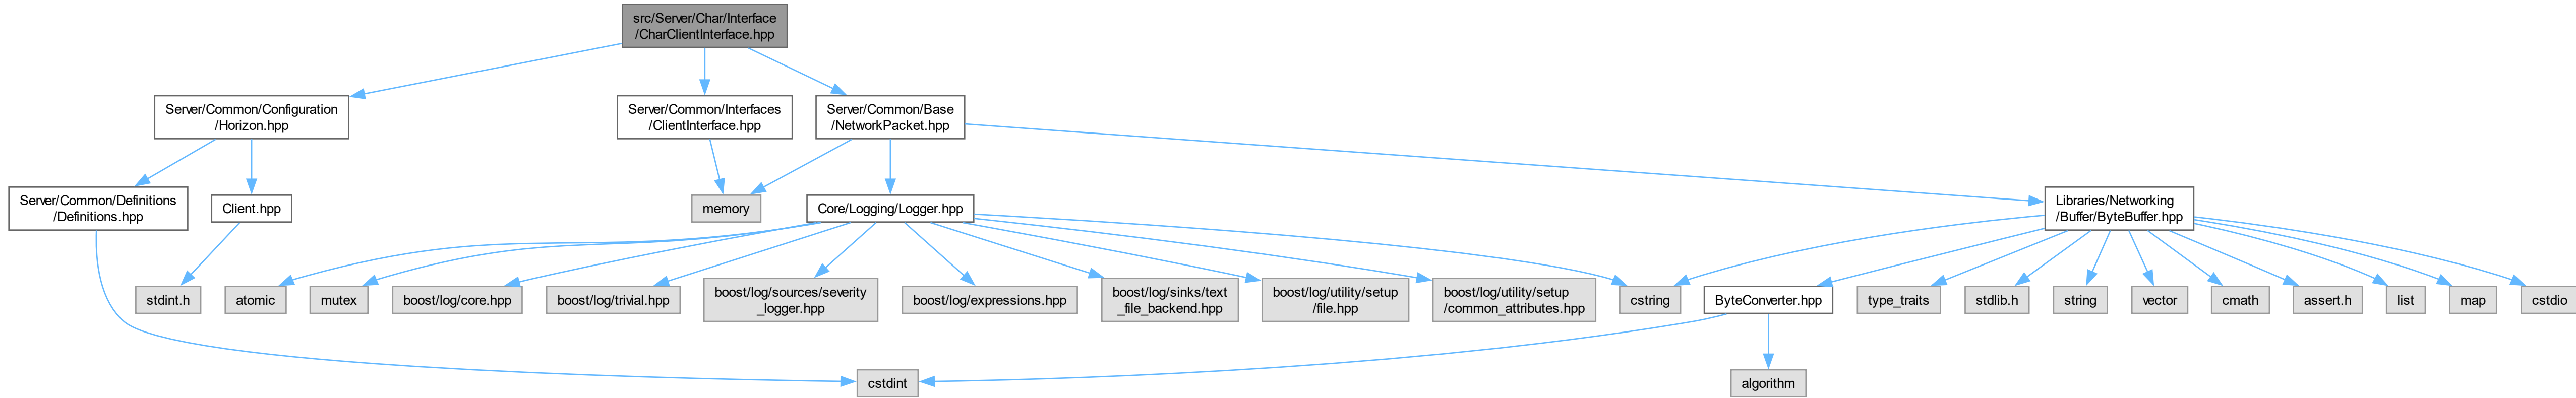 src/Server/Char/Interface
/CharClientInterface.hpp
Server/Common/Configuration
/Horizon.hpp
Server/Common/Interfaces
/ClientInterface.hpp
Server/Common/Base
/NetworkPacket.hpp
Server/Common/Definitions
/Definitions.hpp
Client.hpp
memory
Core/Logging/Logger.hpp
Libraries/Networking
/Buffer/ByteBuffer.hpp
stdint.h
atomic
mutex
boost/log/core.hpp
boost/log/trivial.hpp
boost/log/sources/severity
_logger.hpp
boost/log/expressions.hpp
boost/log/sinks/text
_file_backend.hpp
boost/log/utility/setup
/file.hpp
boost/log/utility/setup
/common_attributes.hpp
cstring
ByteConverter.hpp
type_traits
stdlib.h
string
vector
cmath
assert.h
list
map
cstdio
cstdint
algorithm